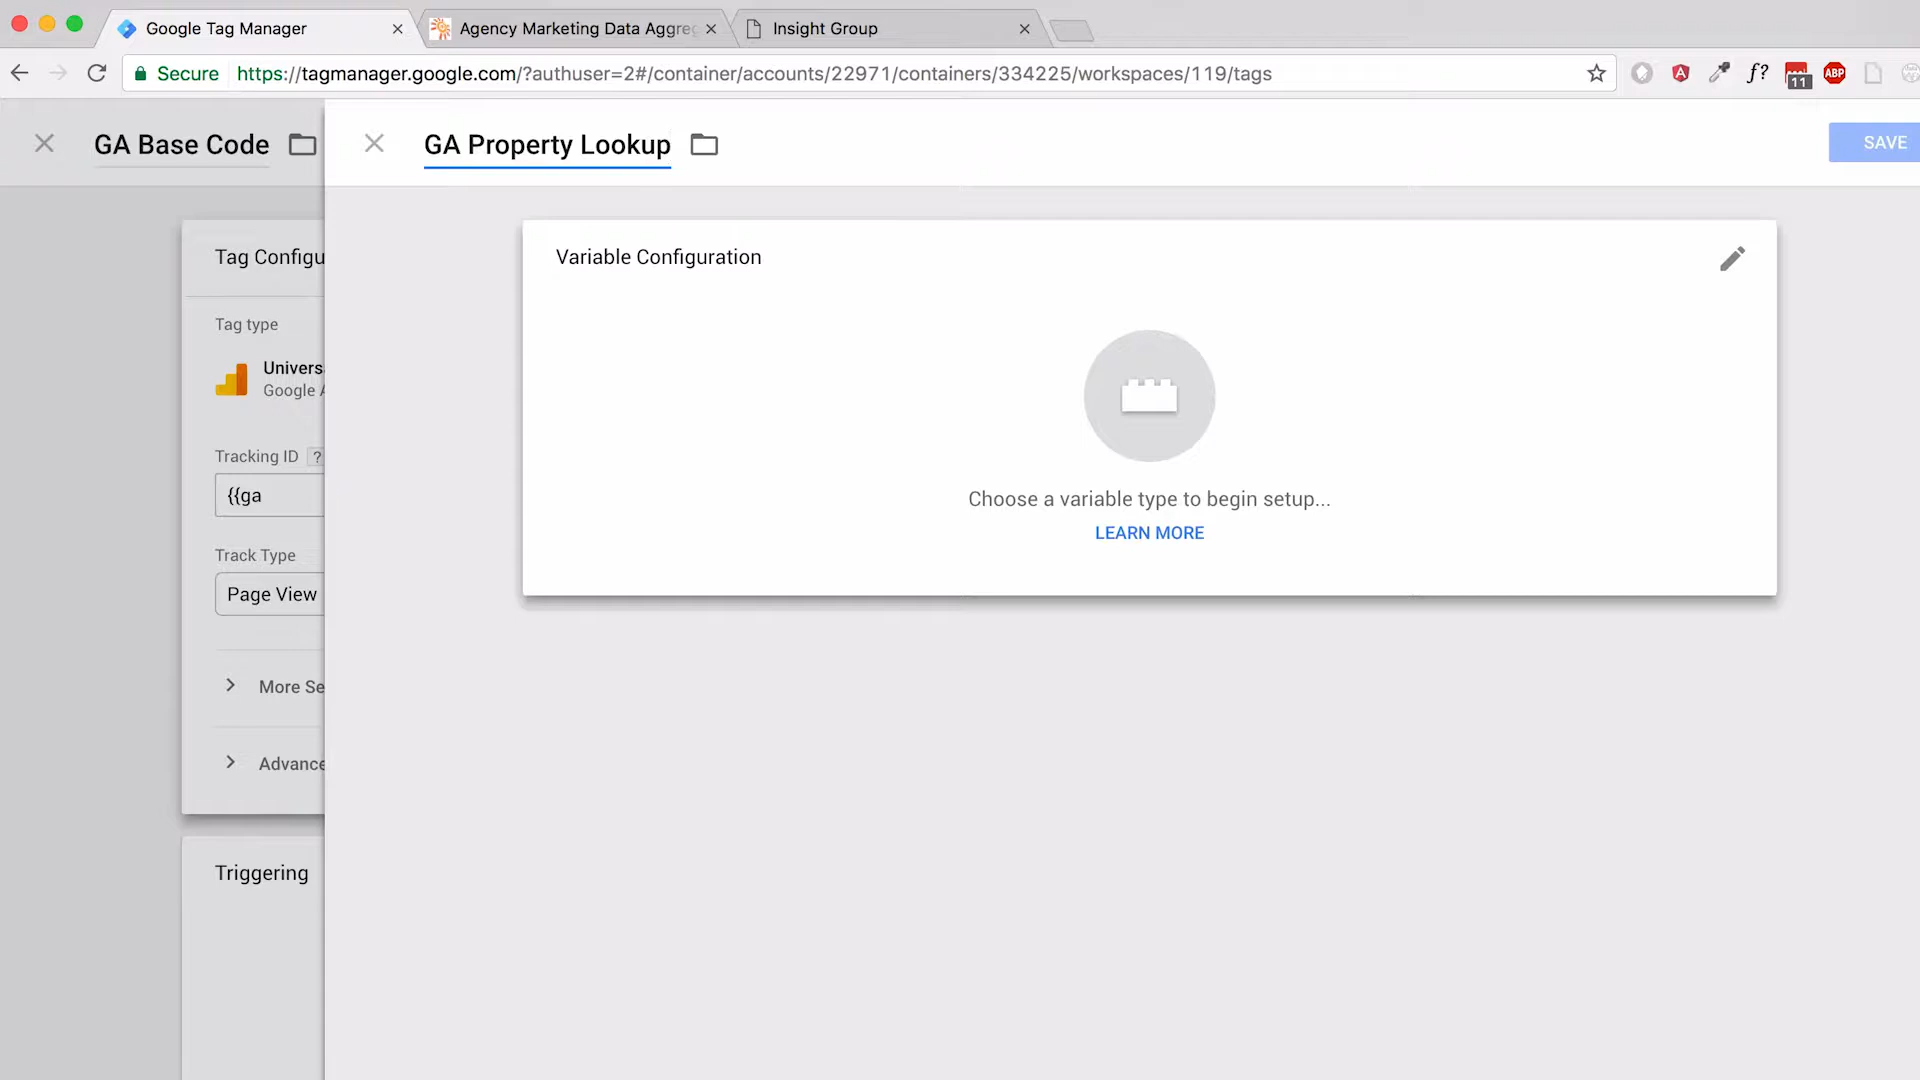 Google Tag Manager
Agency Marketing Data Aggreg
Insight Group
Secure
https://tagmanager.google.com/?authuser=2#/container/accounts/22971/containers/334225/workspaces/119/tags
f?
11
ABP
GA Base Code
GA Property Lookup
SAVE
Tag Configu
Variable Configuration
Tag type
Univers
Google A
Tracking ID ?
{{ga
Choose a variable type to begin setup...
LEARN MORE
Track Type
Page View
More Se
Advance
Triggering